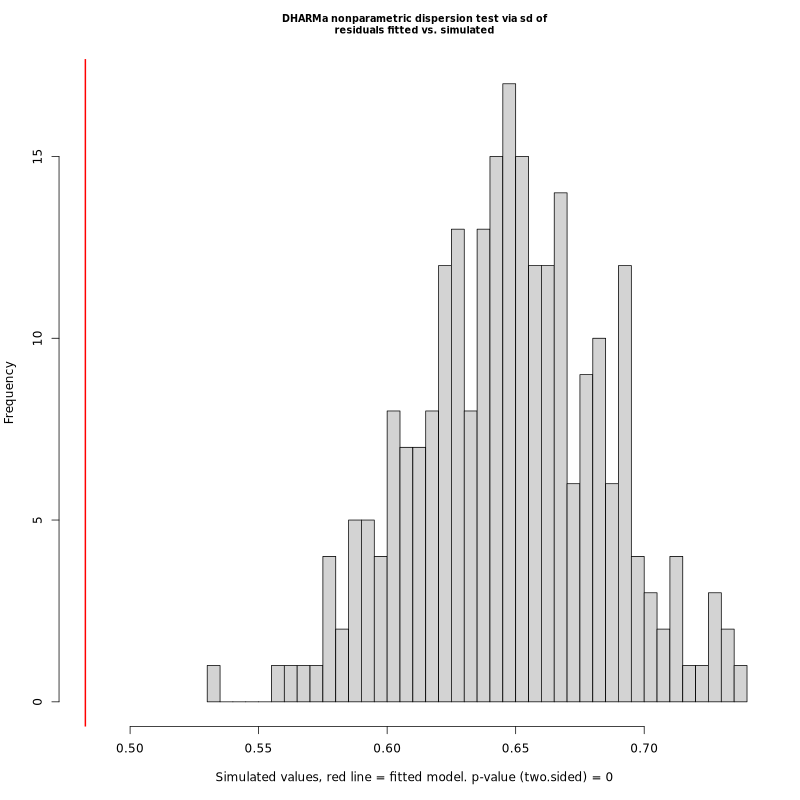 DHARMa nonparametric dispersion test via sd of
residuals fitted vs. simulated
Frequency
15
10
5
0
0.50 0.55 0.60 0.65 0.70
Simulated values, red line = fitted model. p-value (two.sided) = 0